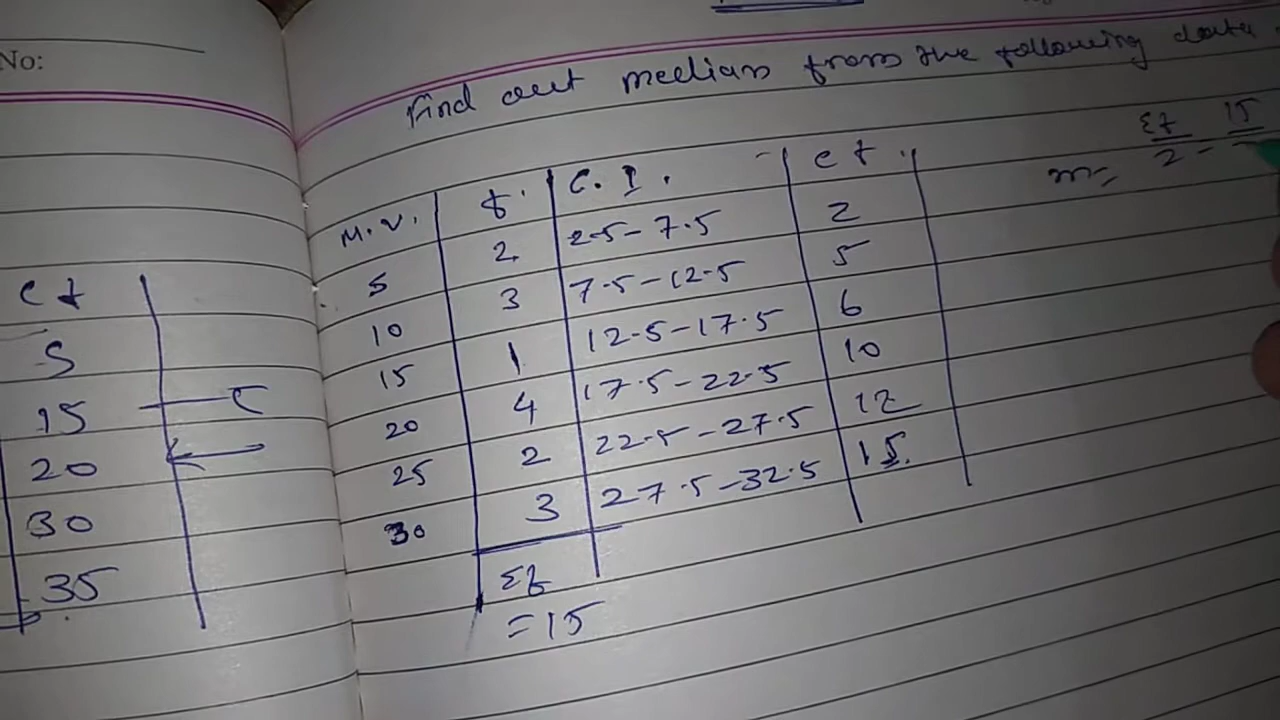 No:
Find out median from the following data.
m = Σf/2 = 15/
M.V. f. C.I. cf.
5 2 2.5-7.5 2
10 3 7.5-12.5 5
15 1 12.5-17.5 6
20 4 17.5-22.5 10
25 2 22.5-27.5 12
30 3 27.5-32.5 15.
Σf
=15
cf
5
15
20
30
35